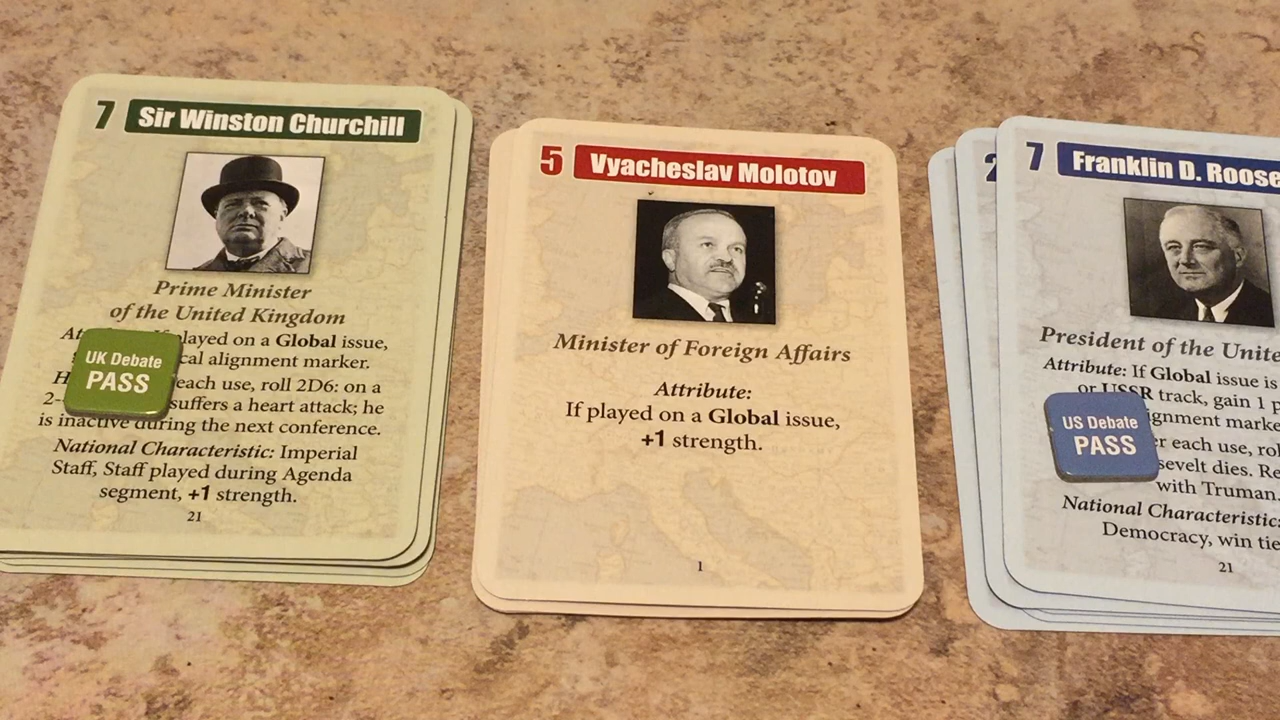 7 Sir Winston Churchill
Prime Minister
of the United Kingdom
played on a Global issue,
cal alignment marker.
each use, roll 2D6: on a
2- suffers a heart attack; he
is inactive during the next conference.
National Characteristic: Imperial
Staff, Staff played during Agenda
segment, +1 strength.
21
UK Debate
PASS
5 Vyacheslav Molotov
Minister of Foreign Affairs
Attribute:
If played on a Global issue,
+1 strength.
1
2
7 Franklin D. Roose
President of the Unite
Attribute: If Global issue is
or USSR track, gain 1 p
ignment marke
er each use, rol
sevelt dies. Re
with Truman.
National Characteristic:
Democracy, win tie
21
US Debate
PASS